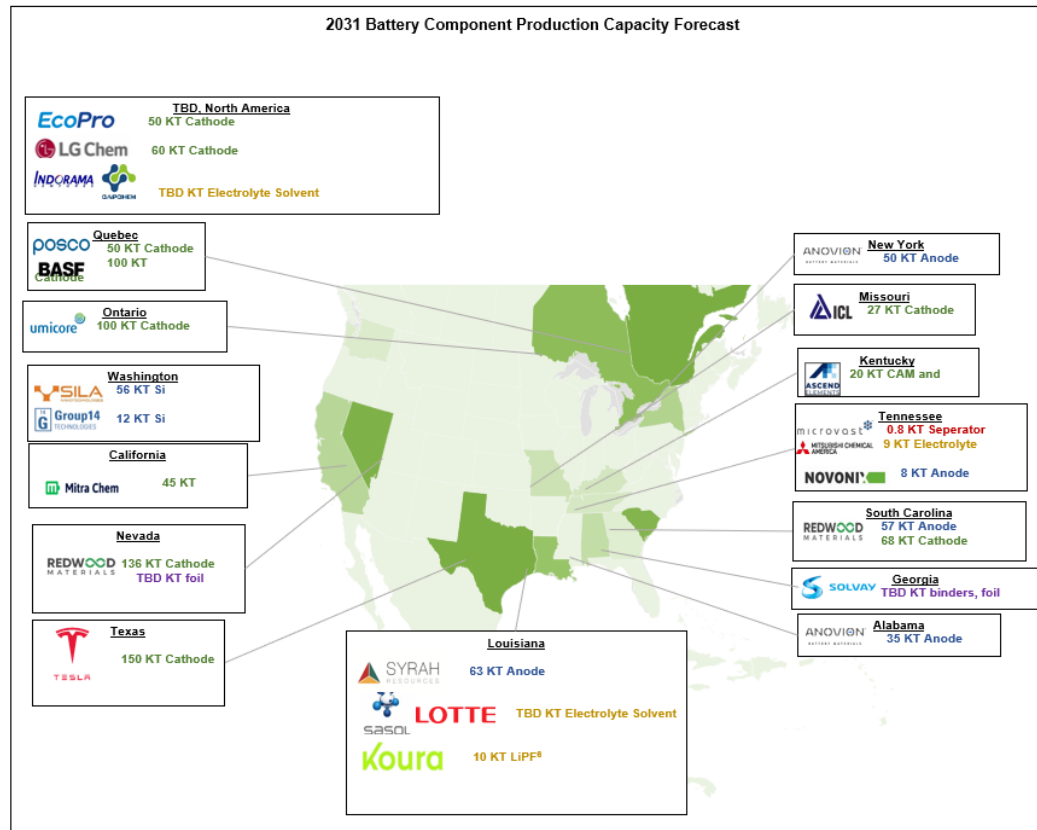 2031 Battery Component Production Capacity Forecast
TBD, North America
EcoPro 50 KT Cathode
LG Chem 60 KT Cathode
INDORAMA
TBD KT Electrolyte Solvent
Quebec
posco 50 KT Cathode
BASF 100 KT
Cathode
Ontario
umicore 100 KT Cathode
Washington
SILA 56 KT Si
NANOTECHNOLOGIES
14
G Group14 12 KT Si
TECHNOLOGIES
California
m Mitra Chem 45 KT
Nevada
REDWOOD 136 KT Cathode
MATERIALS TBD KT foil
Texas
150 KT Cathode
TESLA
Louisiana
SYRAH 63 KT Anode
RESOURCES
sasol LOTTE TBD KT Electrolyte Solvent
Koura 10 KT LiPF⁶
New York
ANOVION 50 KT Anode
BATTERY MATERIALS
Missouri
ICL 27 KT Cathode
Kentucky
20 KT CAM and
ASCEND
ELEMENTS
Tennessee
microvast 0.8 KT Seperator
MITSUBISHI CHEMICAL 9 KT Electrolyte
AMERICA
NOVONIX 8 KT Anode
South Carolina
REDWOOD 57 KT Anode
MATERIALS 68 KT Cathode
Georgia
SOLVAY TBD KT binders, foil
Alabama
ANOVION 35 KT Anode
BATTERY MATERIALS